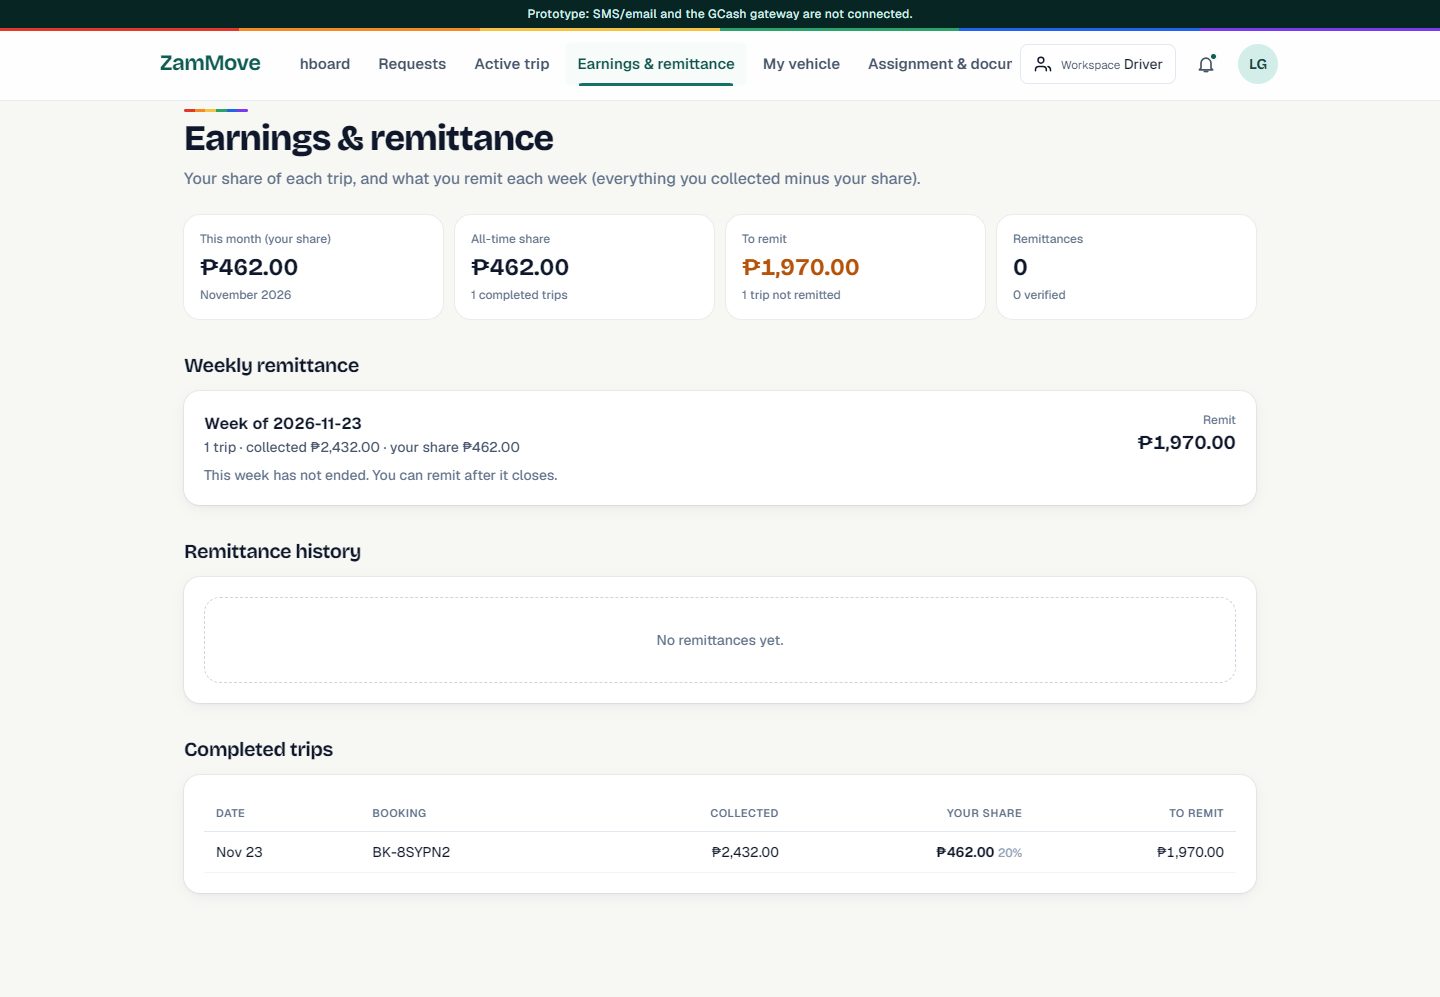 Prototype: SMS/email and the GCash gateway are not connected.
ZamMove
hboard
Requests
Active trip
Earnings & remittance
My vehicle
Assignment & docur
Workspace Driver
LG
Earnings & remittance
Your share of each trip, and what you remit each week (everything you collected minus your share).
This month (your share)
₱462.00
November 2026
All-time share
₱462.00
1 completed trips
To remit
₱1,970.00
1 trip not remitted
Remittances
0
0 verified
Weekly remittance
Week of 2026-11-23
1 trip · collected ₱2,432.00 · your share ₱462.00
This week has not ended. You can remit after it closes.
Remit
₱1,970.00
Remittance history
No remittances yet.
Completed trips
DATE BOOKING COLLECTED YOUR SHARE TO REMIT
Nov 23 BK-8SYPN2 ₱2,432.00 ₱462.00 20% ₱1,970.00